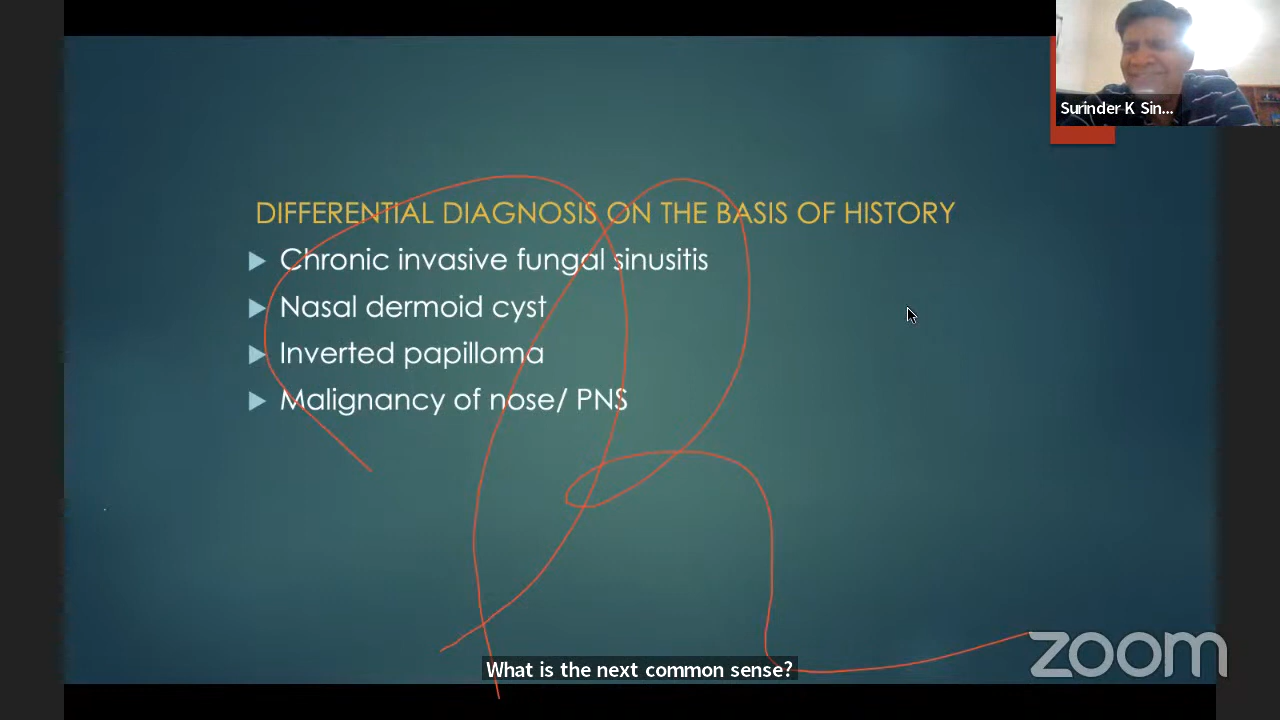 Surinder K Sin...
DIFFERENTIAL DIAGNOSIS ON THE BASIS OF HISTORY
Chronic invasive fungal sinusitis
Nasal dermoid cyst
Inverted papilloma
Malignancy of nose/ PNS
What is the next common sense?
zoom